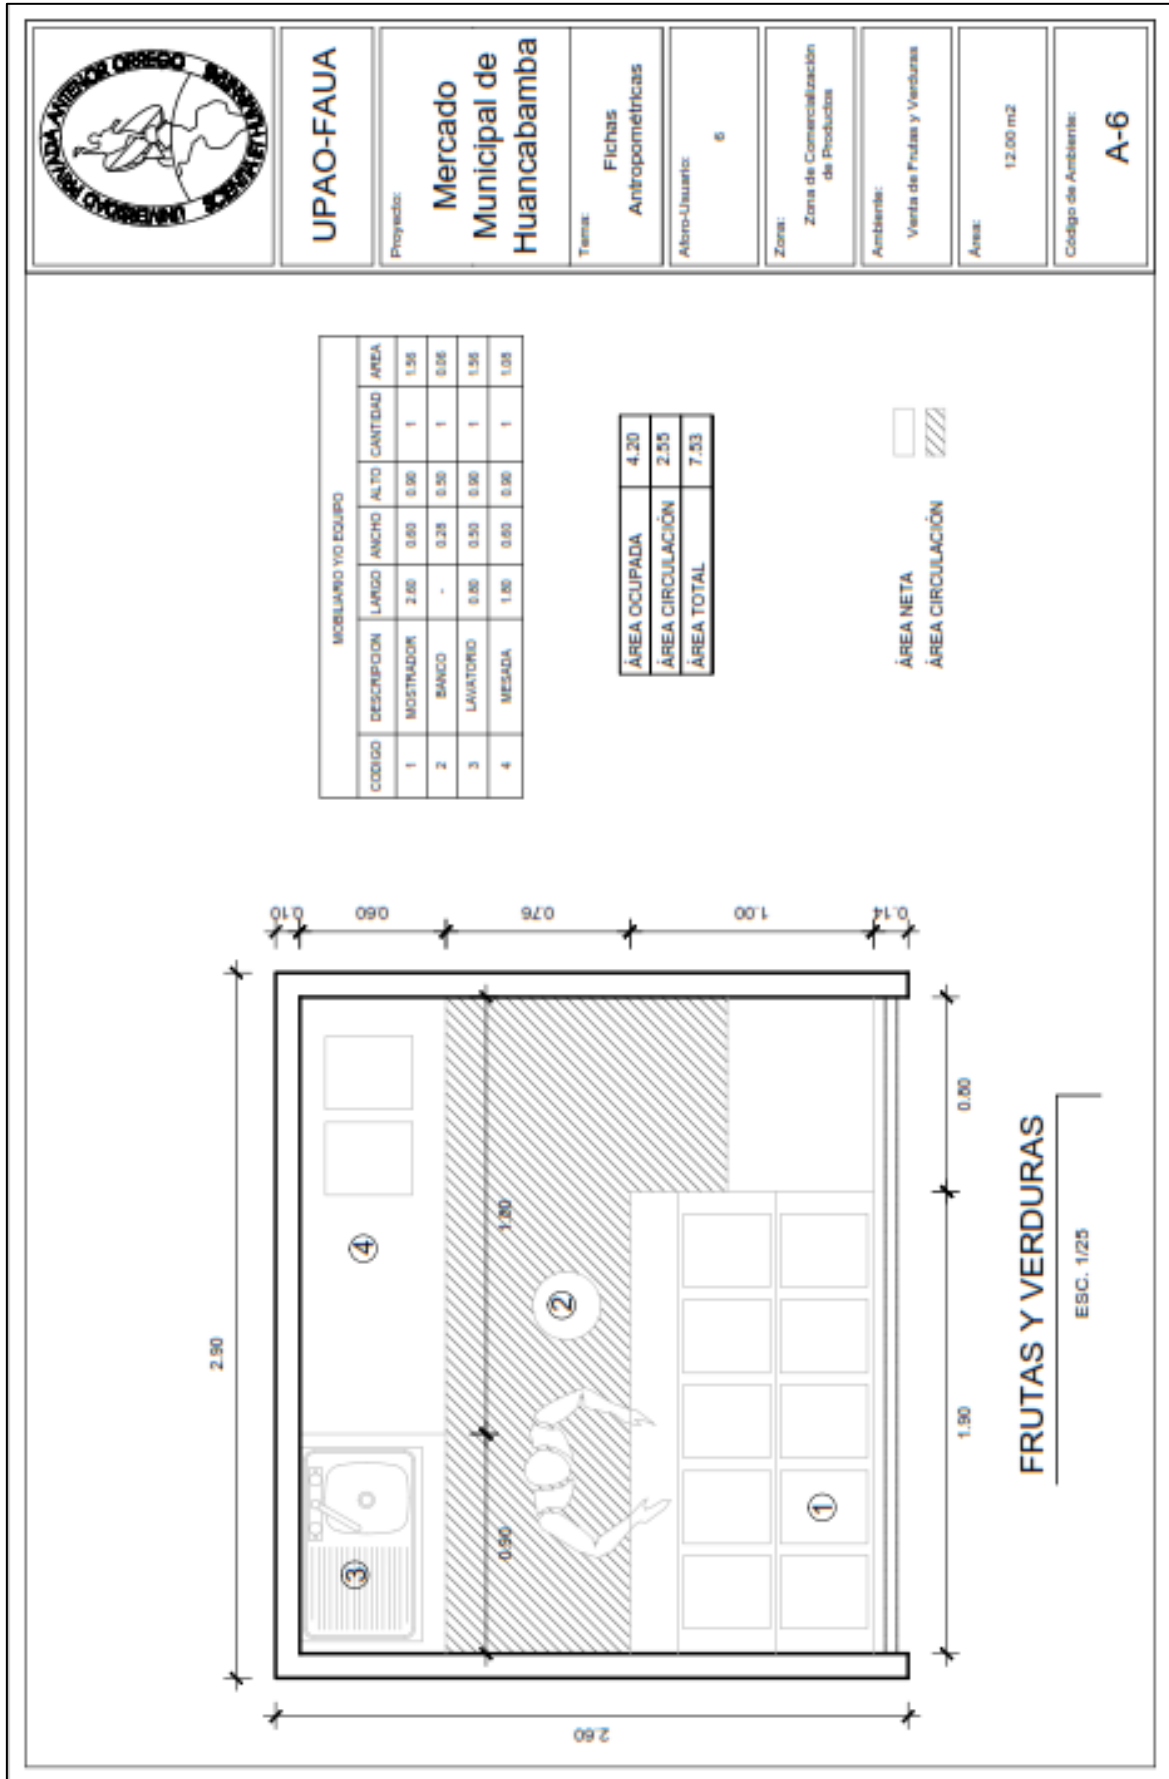 UNIVERSIDAD PRIVADA ANTENOR ORREGO
UPAO-FAUA
Proyecto:
Mercado
Municipal de
Huancabamba
Tema:
Fichas
Antropométricas
Aforo-Usuario:
6
Zona:
Zona de Comercialización
de Productos
Ambiente:
Venta de Frutas y Verduras
Área:
12.00 m2
Código de Ambiente:
A-6
MOBILIARIO Y/O EQUIPO
CODIGO DESCRIPCION LARGO ANCHO ALTO CANTIDAD AREA
1 MOSTRADOR 2.60 0.60 0.90 1 1.56
2 BANCO - 0.28 0.50 1 0.06
3 LAVATORIO 0.80 0.50 0.90 1 1.56
4 MESADA 1.80 0.60 0.90 1 1.08
ÁREA OCUPADA 4.20
ÁREA CIRCULACIÓN 2.55
ÁREA TOTAL 7.53
ÁREA NETA
ÁREA CIRCULACIÓN
2.90
2.60
0.10
0.60
0.76
1.00
0.14
3
4
0.90
1.80
2
1
1.90
0.80
FRUTAS Y VERDURAS
ESC. 1/25